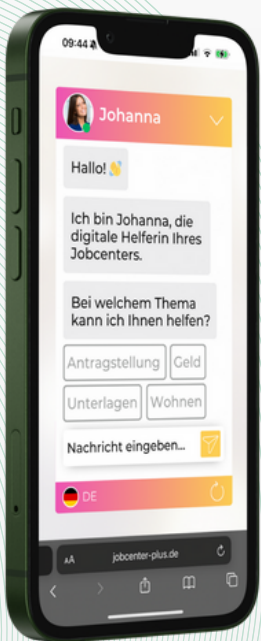 09:44
Johanna
Hallo! 👋
Ich bin Johanna, die
digitale Helferin Ihres
Jobcenters.
Bei welchem Thema
kann ich Ihnen helfen?
Antragstellung
Geld
Unterlagen
Wohnen
Nachricht eingeben...
DE
AA
jobcenter-plus.de